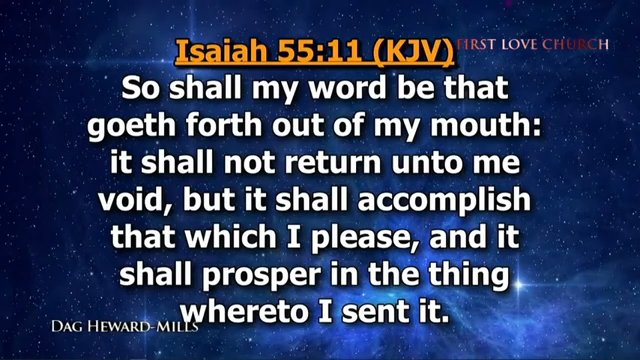 Isaiah 55:11 (KJV)
FIRST LOVE CHURCH
So shall my word be that
goeth forth out of my mouth:
it shall not return unto me
void, but it shall accomplish
that which I please, and it
shall prosper in the thing
whereto I sent it.
DAG HEWARD-MILLS